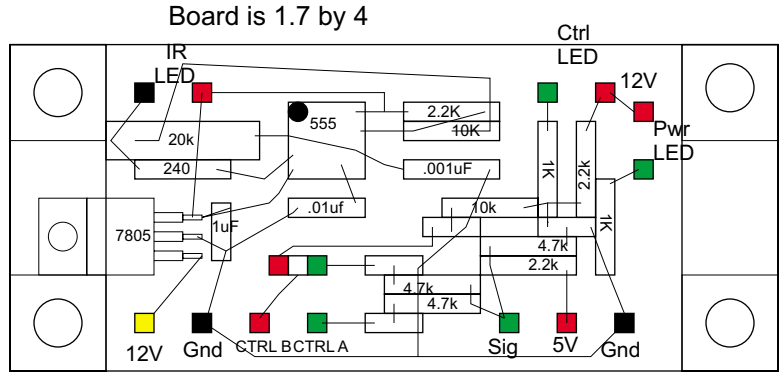 Board is 1.7 by 4
IR
LED
Ctrl
LED
12V
Pwr
LED
2.2K
10K
555
20k
240
.001uF
1K
2.2k
1K
.01uf
10k
1uF
7805
4.7k
2.2k
4.7k
4.7k
12V
Gnd
CTRL B
CTRL A
Sig
5V
Gnd